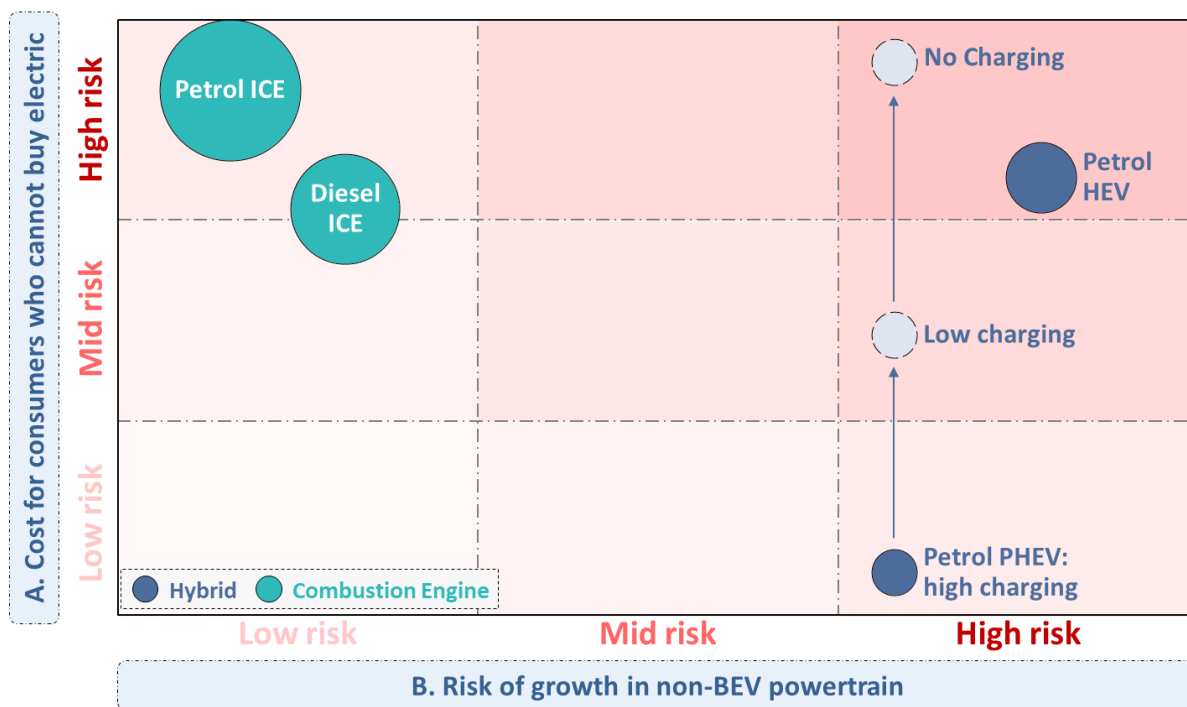 A. Cost for consumers who cannot buy electric
High risk
Mid risk
Low risk
Petrol ICE
Diesel
ICE
No Charging
Petrol
HEV
Low charging
Petrol PHEV:
high charging
Hybrid
Combustion Engine
Low risk
Mid risk
High risk
B. Risk of growth in non-BEV powertrain